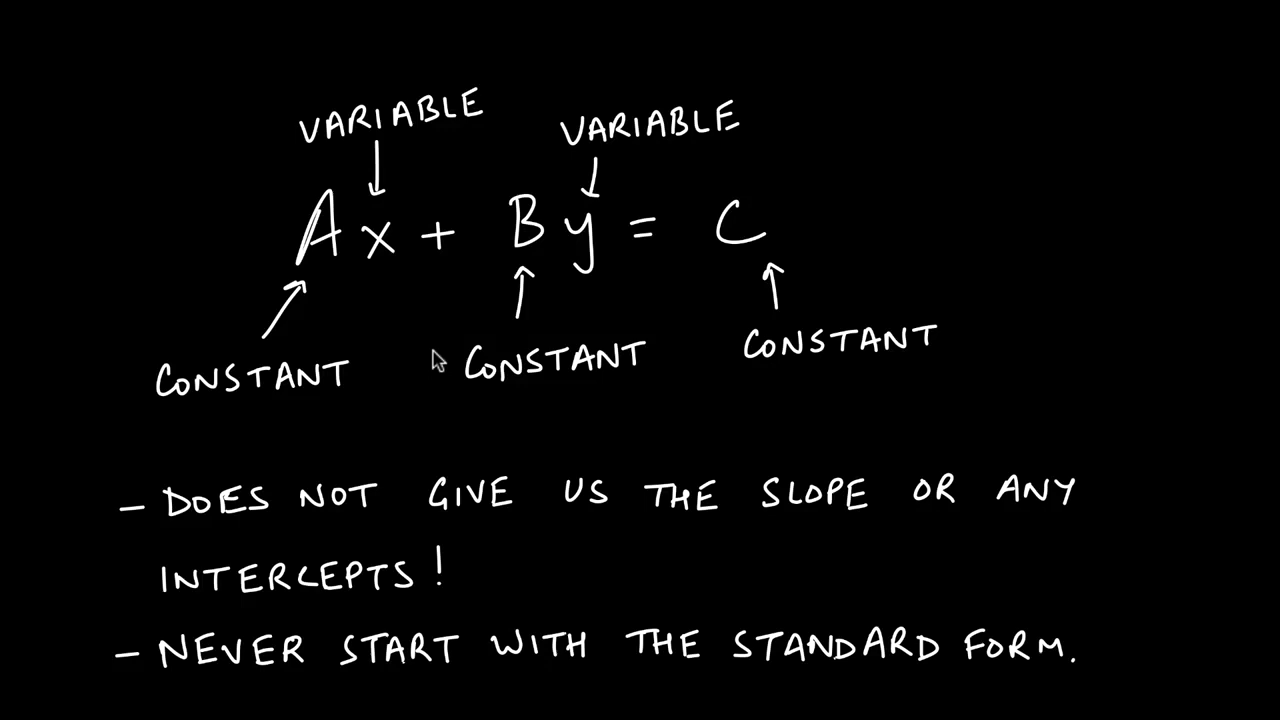 VARIABLE VARIABLE
Ax + By = C
CONSTANT CONSTANT CONSTANT
- DOES NOT GIVE US THE SLOPE OR ANY
INTERCEPTS!
- NEVER START WITH THE STANDARD FORM.